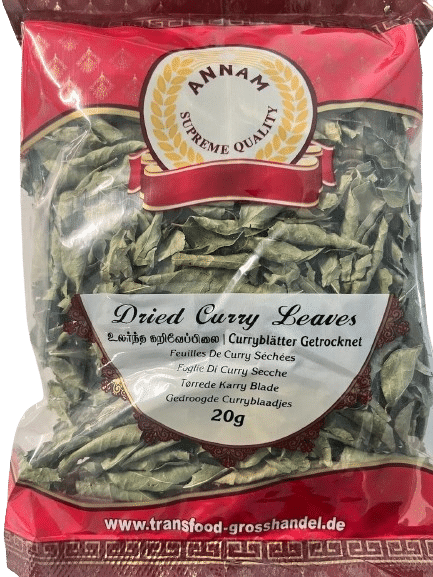 ANNAM
SUPREME QUALITY
Dried Curry Leaves
உலர்ந்த கறிவேப்பிலை | Curryblätter Getrocknet
Feuilles De Curry Séchées
Foglie Di Curry Secche
Tørrede Karry Blade
Gedroogde Curryblaadjes
20g
www.transfood-grosshandel.de